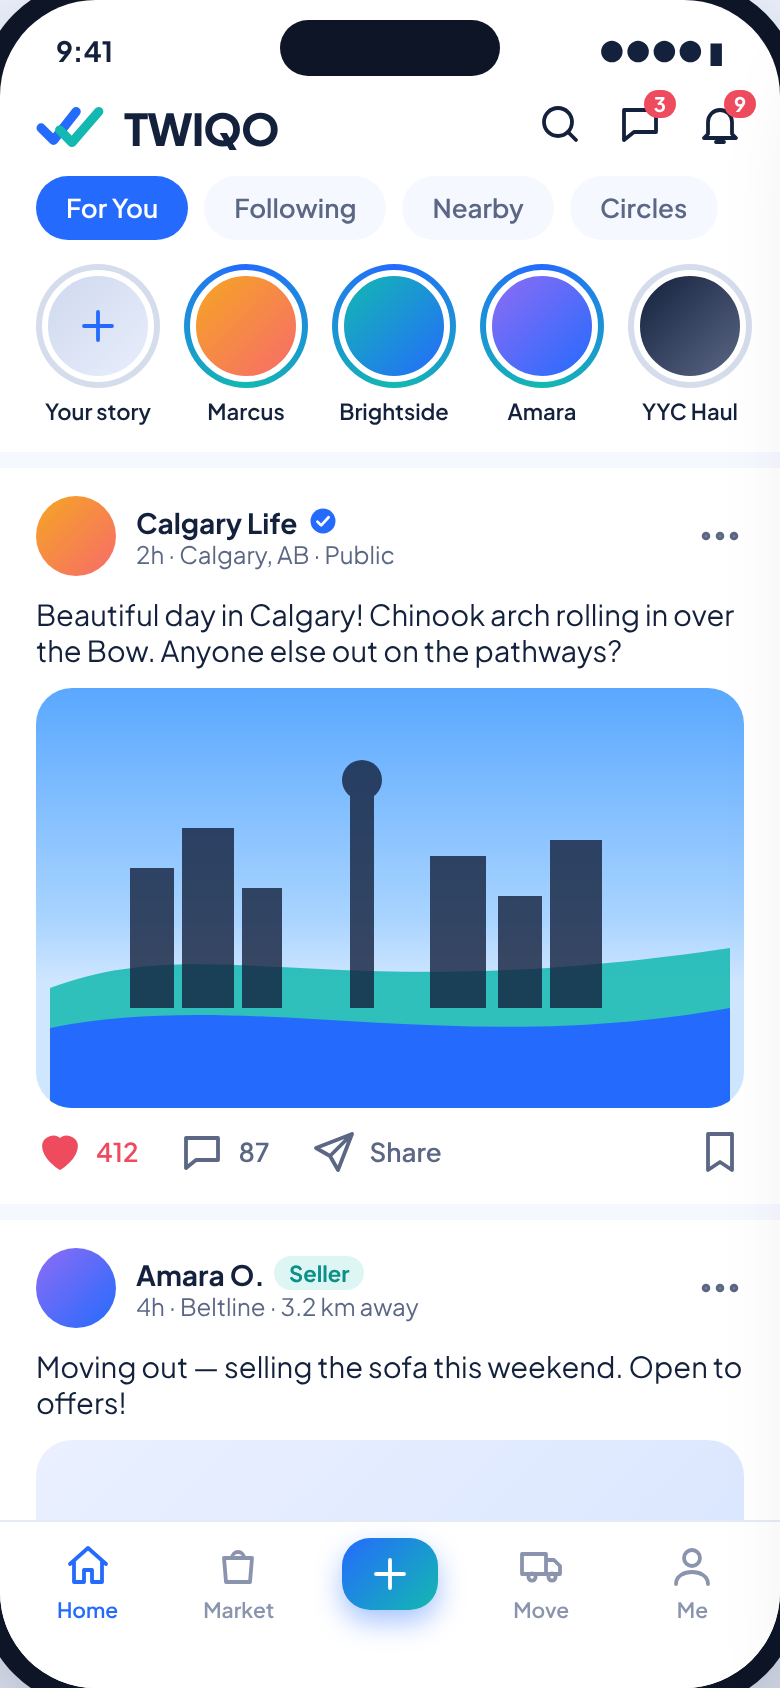 9:41
TWIQO
3
9
For You
Following
Nearby
Circles
Your story
Marcus
Brightside
Amara
YYC Haul
Calgary Life
2h · Calgary, AB · Public
Beautiful day in Calgary! Chinook arch rolling in over
the Bow. Anyone else out on the pathways?
412
87
Share
Amara O.
Seller
4h · Beltline · 3.2 km away
Moving out — selling the sofa this weekend. Open to
offers!
Home
Market
Move
Me